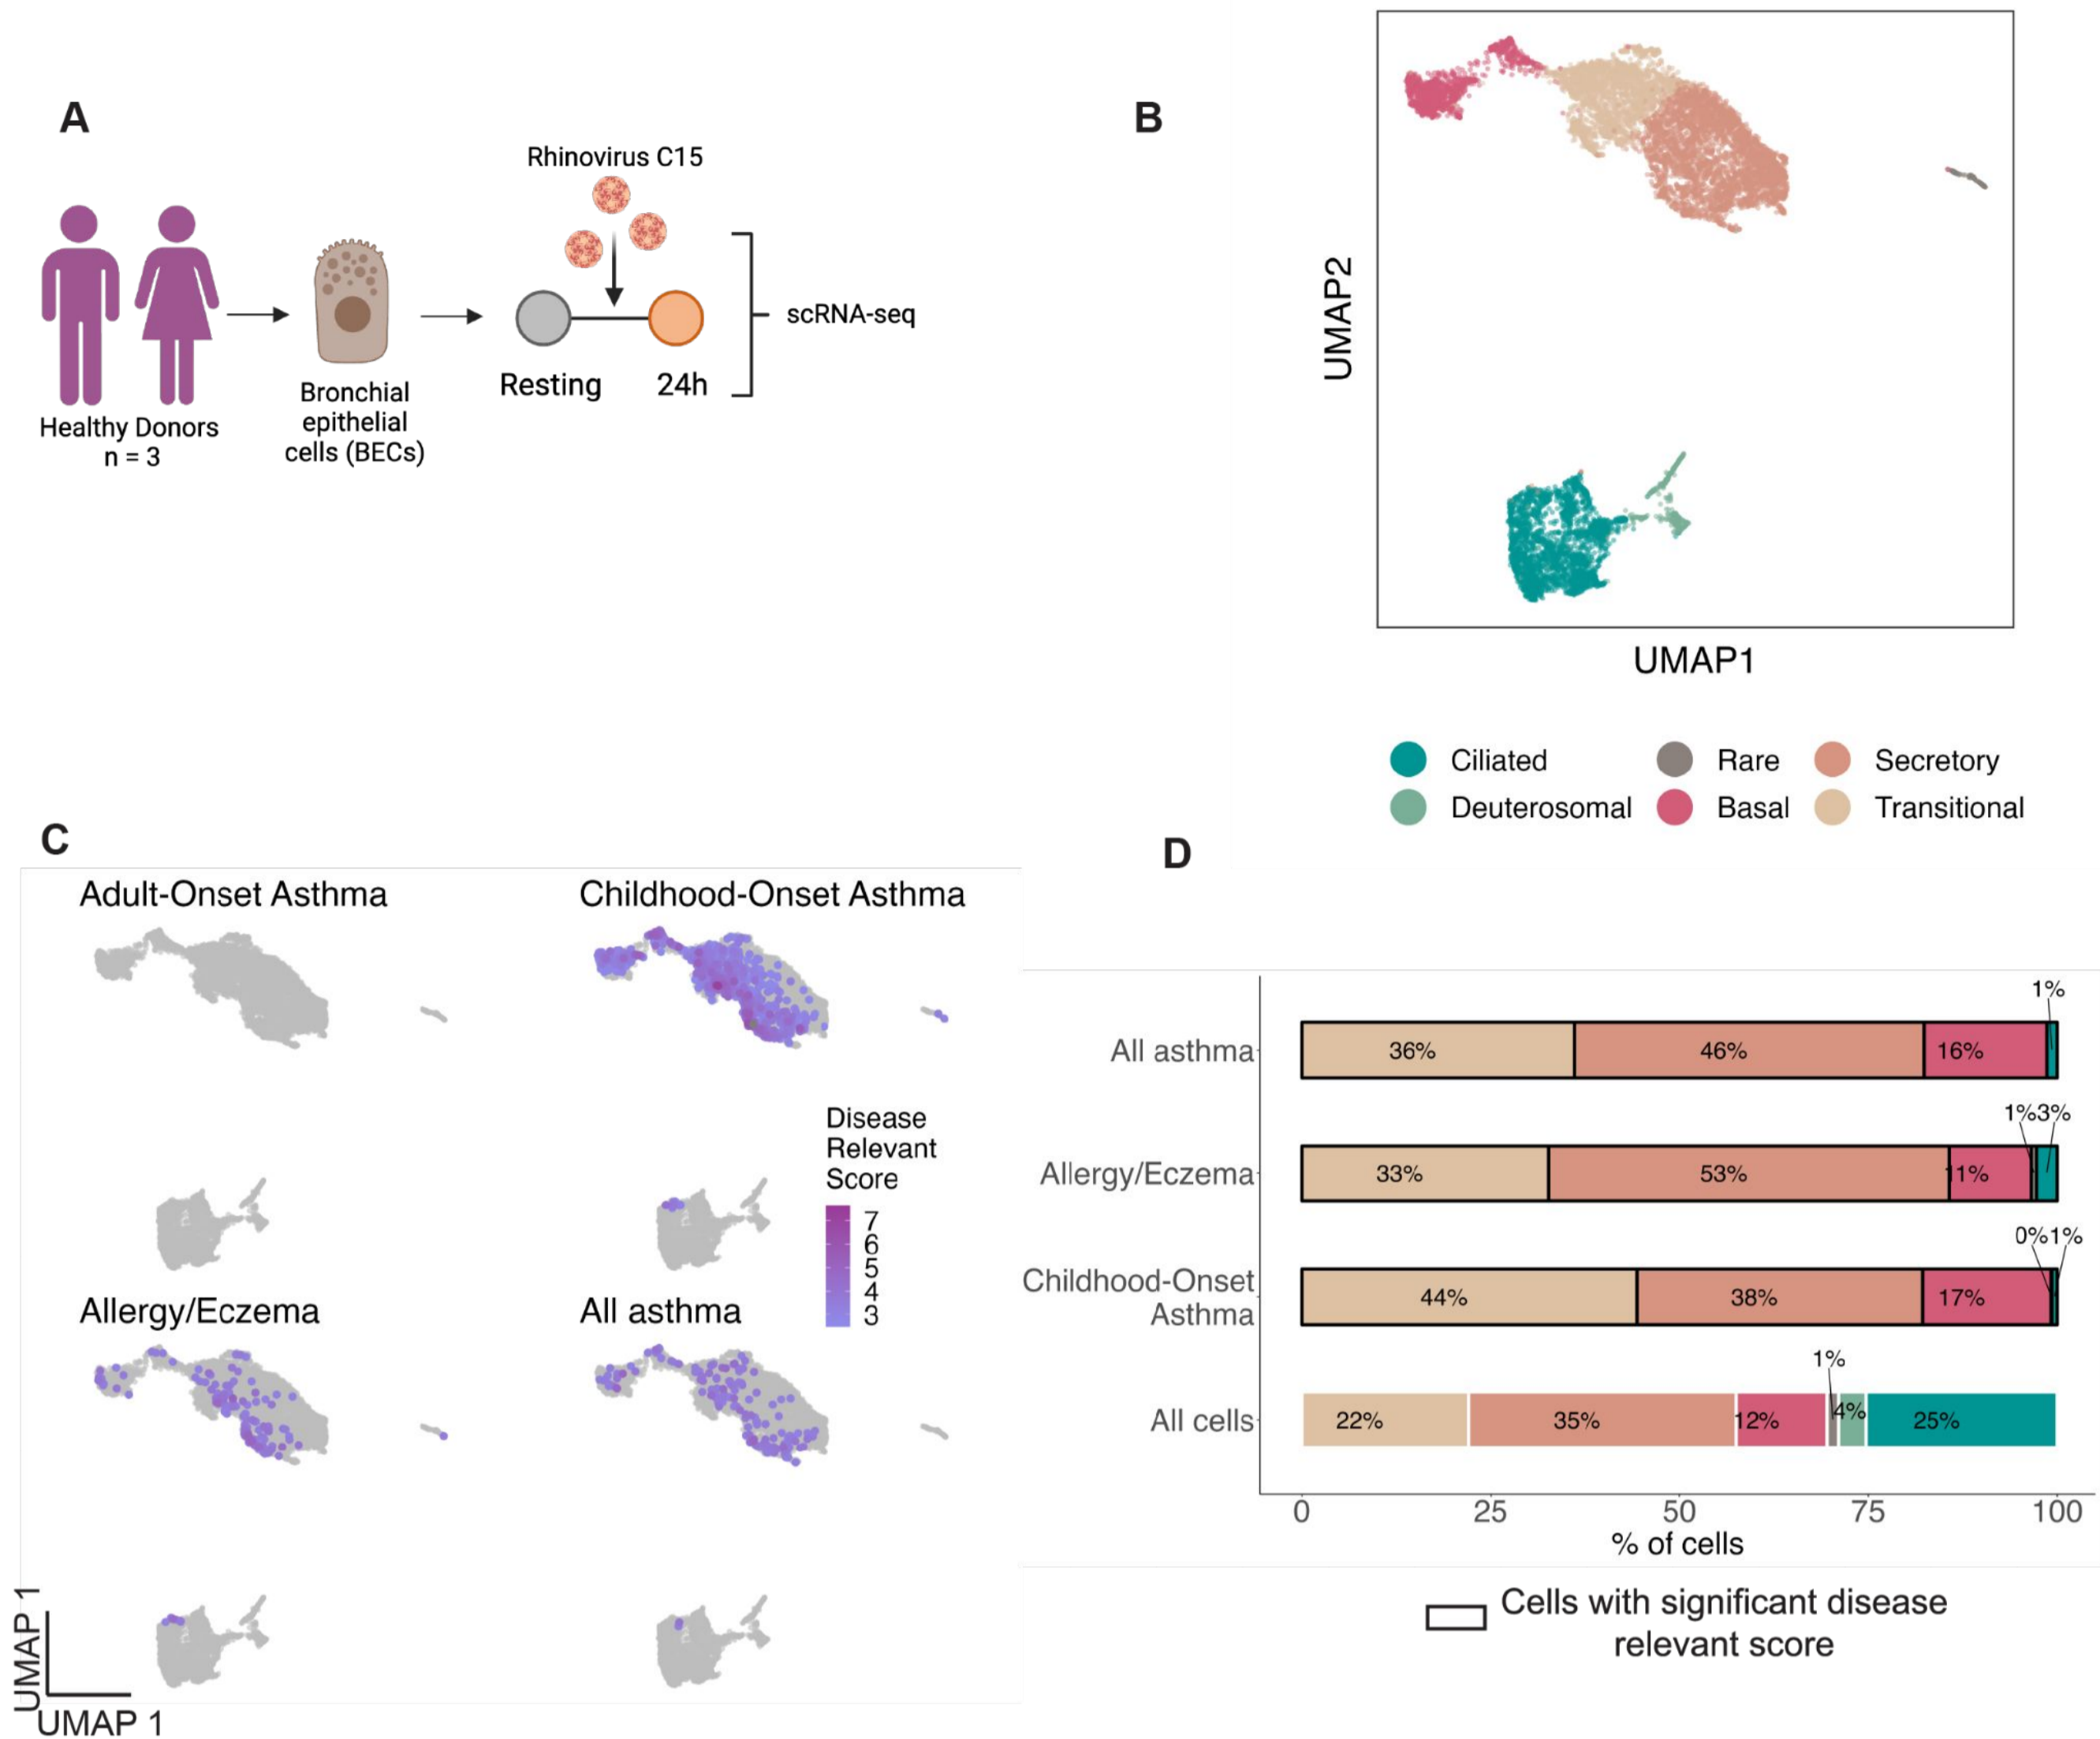 A
Rhinovirus C15
Resting
24h
scRNA-seq
Healthy Donors
n = 3
Bronchial
epithelial
cells (BECs)
B
UMAP2
UMAP1
Ciliated
Rare
Secretory
Deuterosomal
Basal
Transitional
C
Adult-Onset Asthma
Childhood-Onset Asthma
Disease
Relevant
Score
7
6
5
4
3
Allergy/Eczema
All asthma
UMAP 1
UMAP 1
D
1%
All asthma
36%
46%
16%
1%3%
Allergy/Eczema
33%
53%
11%
0%1%
Childhood-Onset
Asthma
44%
38%
17%
1%
All cells
22%
35%
12%
4%
25%
0
25
50
75
100
% of cells
Cells with significant disease
relevant score